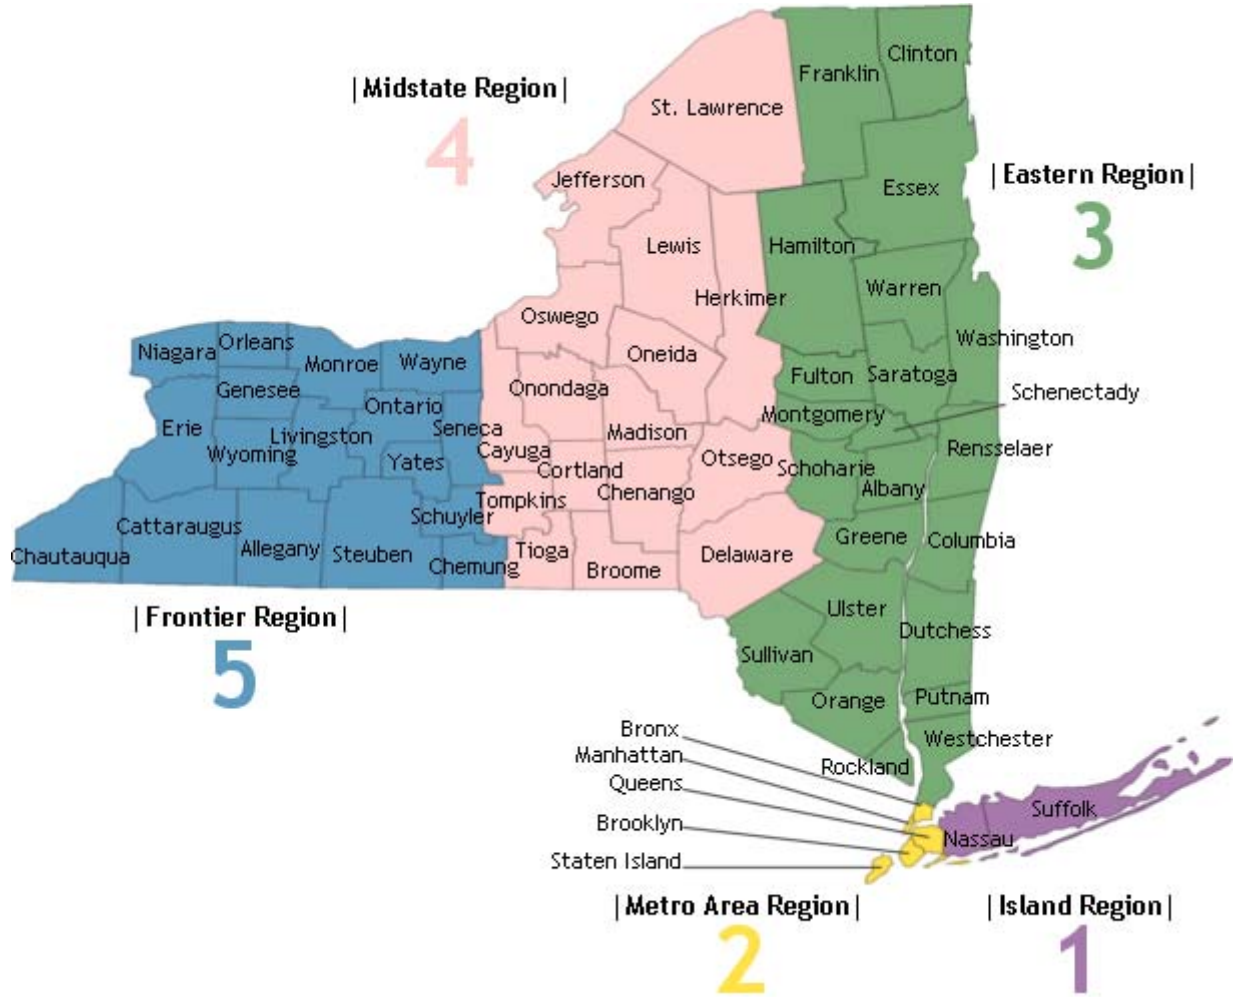 Clinton
Franklin
|Midstate Region|
4
St. Lawrence
|Eastern Region|
3
Jefferson
Essex
Lewis
Hamilton
Warren
Herkimer
Oswego
Washington
Orleans
Niagara
Monroe
Wayne
Oneida
Fulton
Saratoga
Genesee
Onondaga
Schenectady
Ontario
Montgomery
Erie
Livingston
Seneca
Madison
Wyoming
Cayuga
Rensselaer
Yates
Otsego
Schoharie
Cortland
Albany
Chenango
Tompkins
Schuyler
Cattaraugus
Greene
Columbia
Allegany
Steuben
Tioga
Delaware
Chautauqua
Chemung
Broome
|Frontier Region|
5
Ulster
Dutchess
Sullivan
Orange
Putnam
Bronx
Westchester
Manhattan
Rockland
Queens
Suffolk
Brooklyn
Nassau
Staten Island
|Metro Area Region|
2
|Island Region|
1